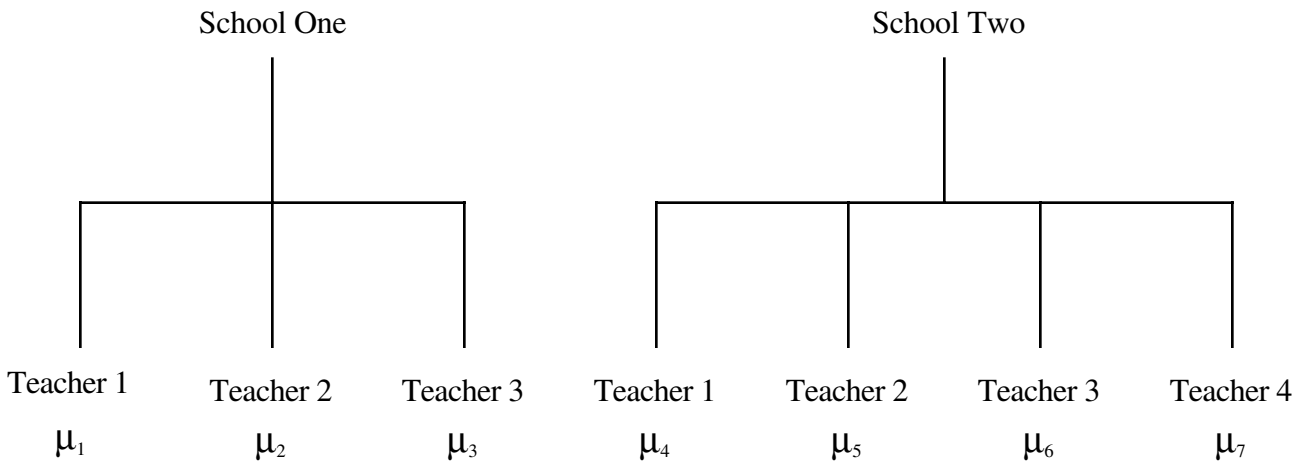 School One School Two
Teacher 1 Teacher 2 Teacher 3 Teacher 1 Teacher 2 Teacher 3 Teacher 4
μ₁ μ₂ μ₃ μ₄ μ₅ μ₆ μ₇